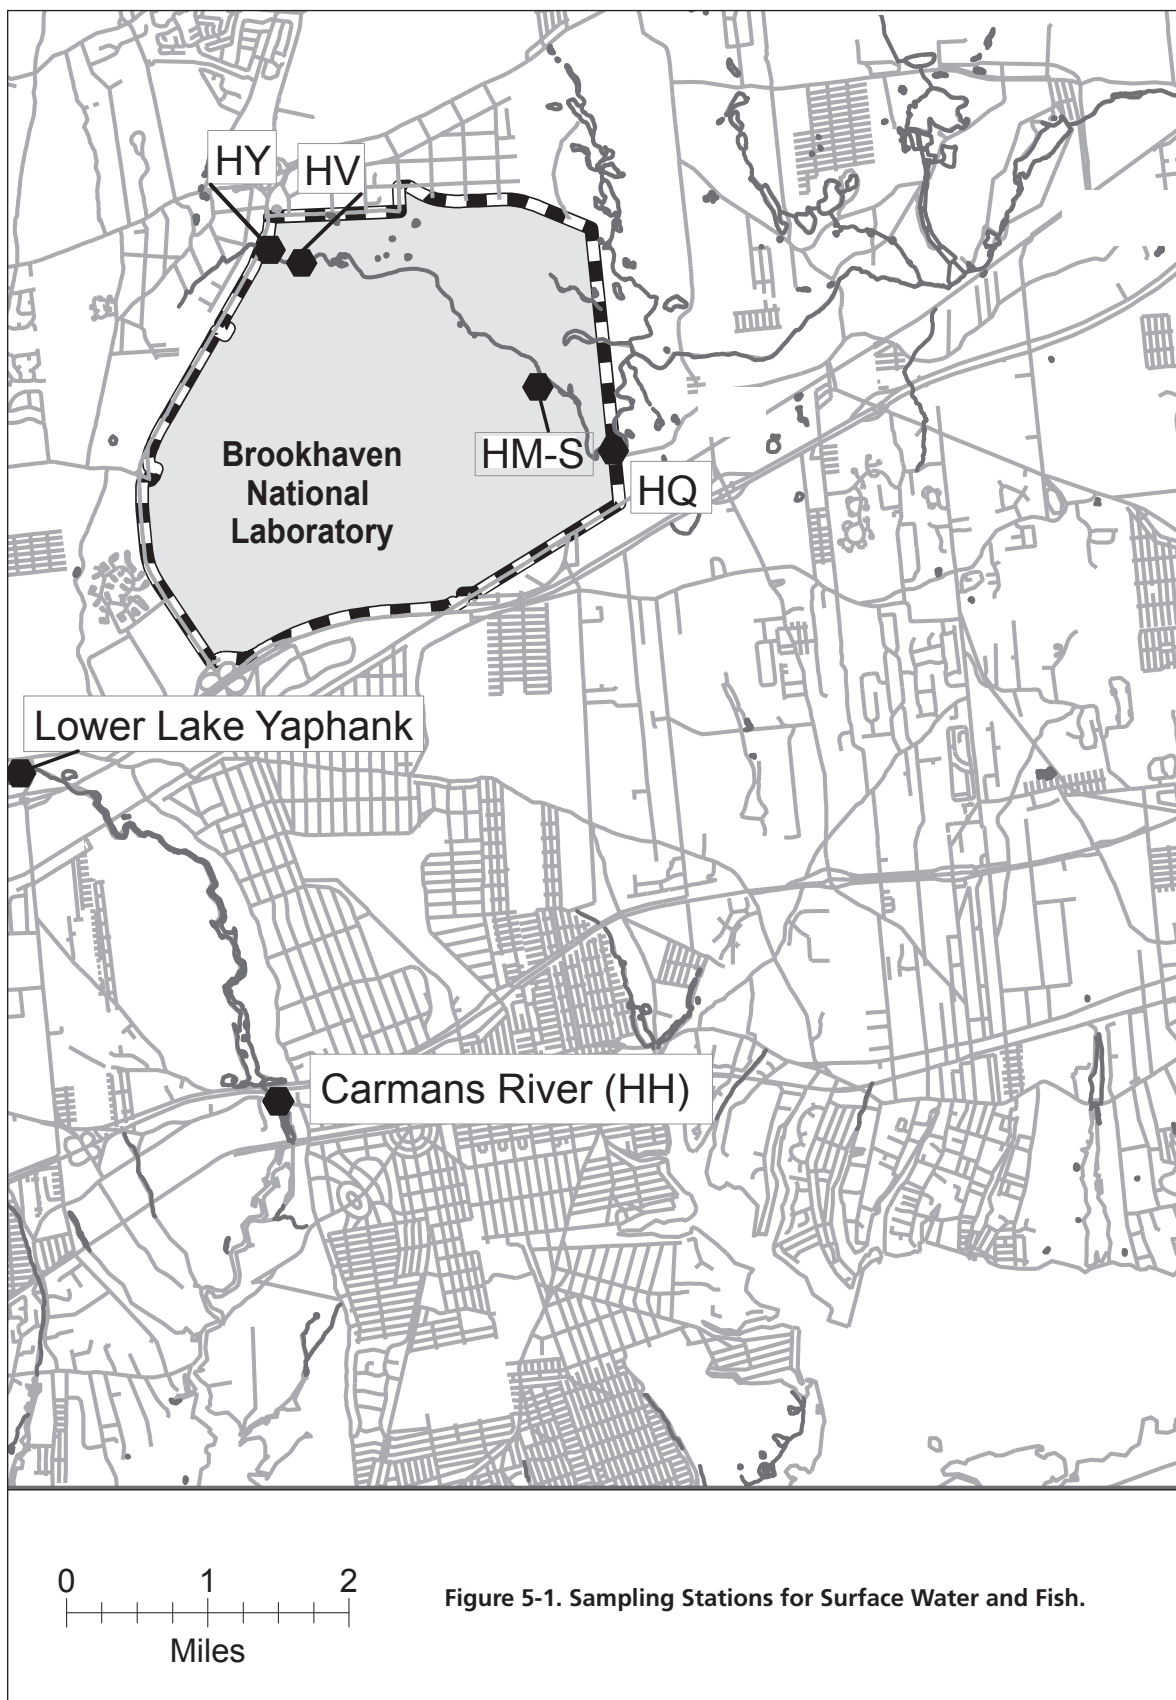 HY
HV
HM-S
HQ
Brookhaven
National
Laboratory
Lower Lake Yaphank
Carmans River (HH)
0 1 2
Miles
Figure 5-1. Sampling Stations for Surface Water and Fish.